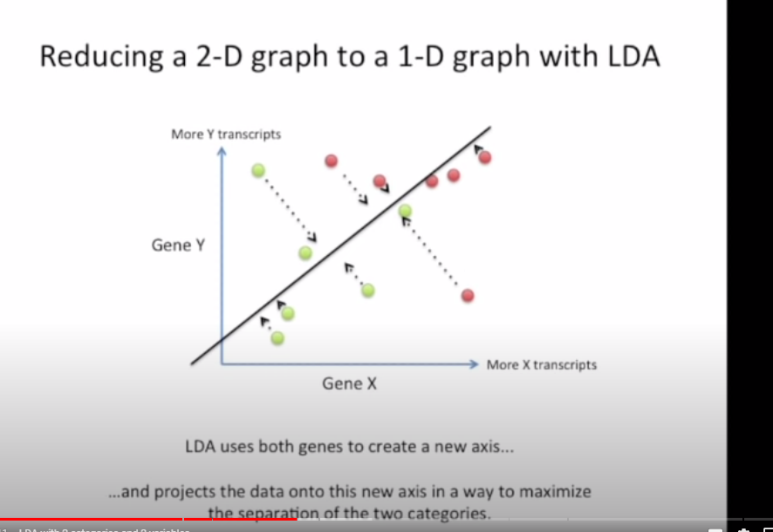 Reducing a 2-D graph to a 1-D graph with LDA
More Y transcripts
Gene Y
More X transcripts
Gene X
LDA uses both genes to create a new axis...
...and projects the data onto this new axis in a way to maximize
the separation of the two categories.